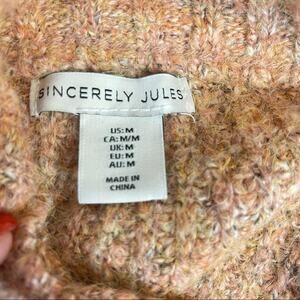 SINCERELY JULES
US: M
CA: M/M
UK: M
EU: M
AU: M
MADE IN
CHINA